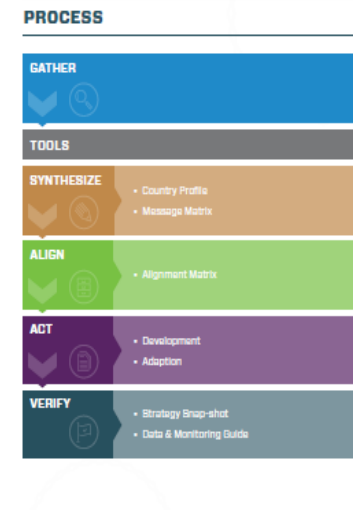 PROCESS
GATHER
TOOLS
SYNTHESIZE
• Country Profile
• Message Matrix
ALIGN
• Alignment Matrix
ACT
• Development
• Adaption
VERIFY
• Strategy Snap-shot
• Data & Monitoring Guide